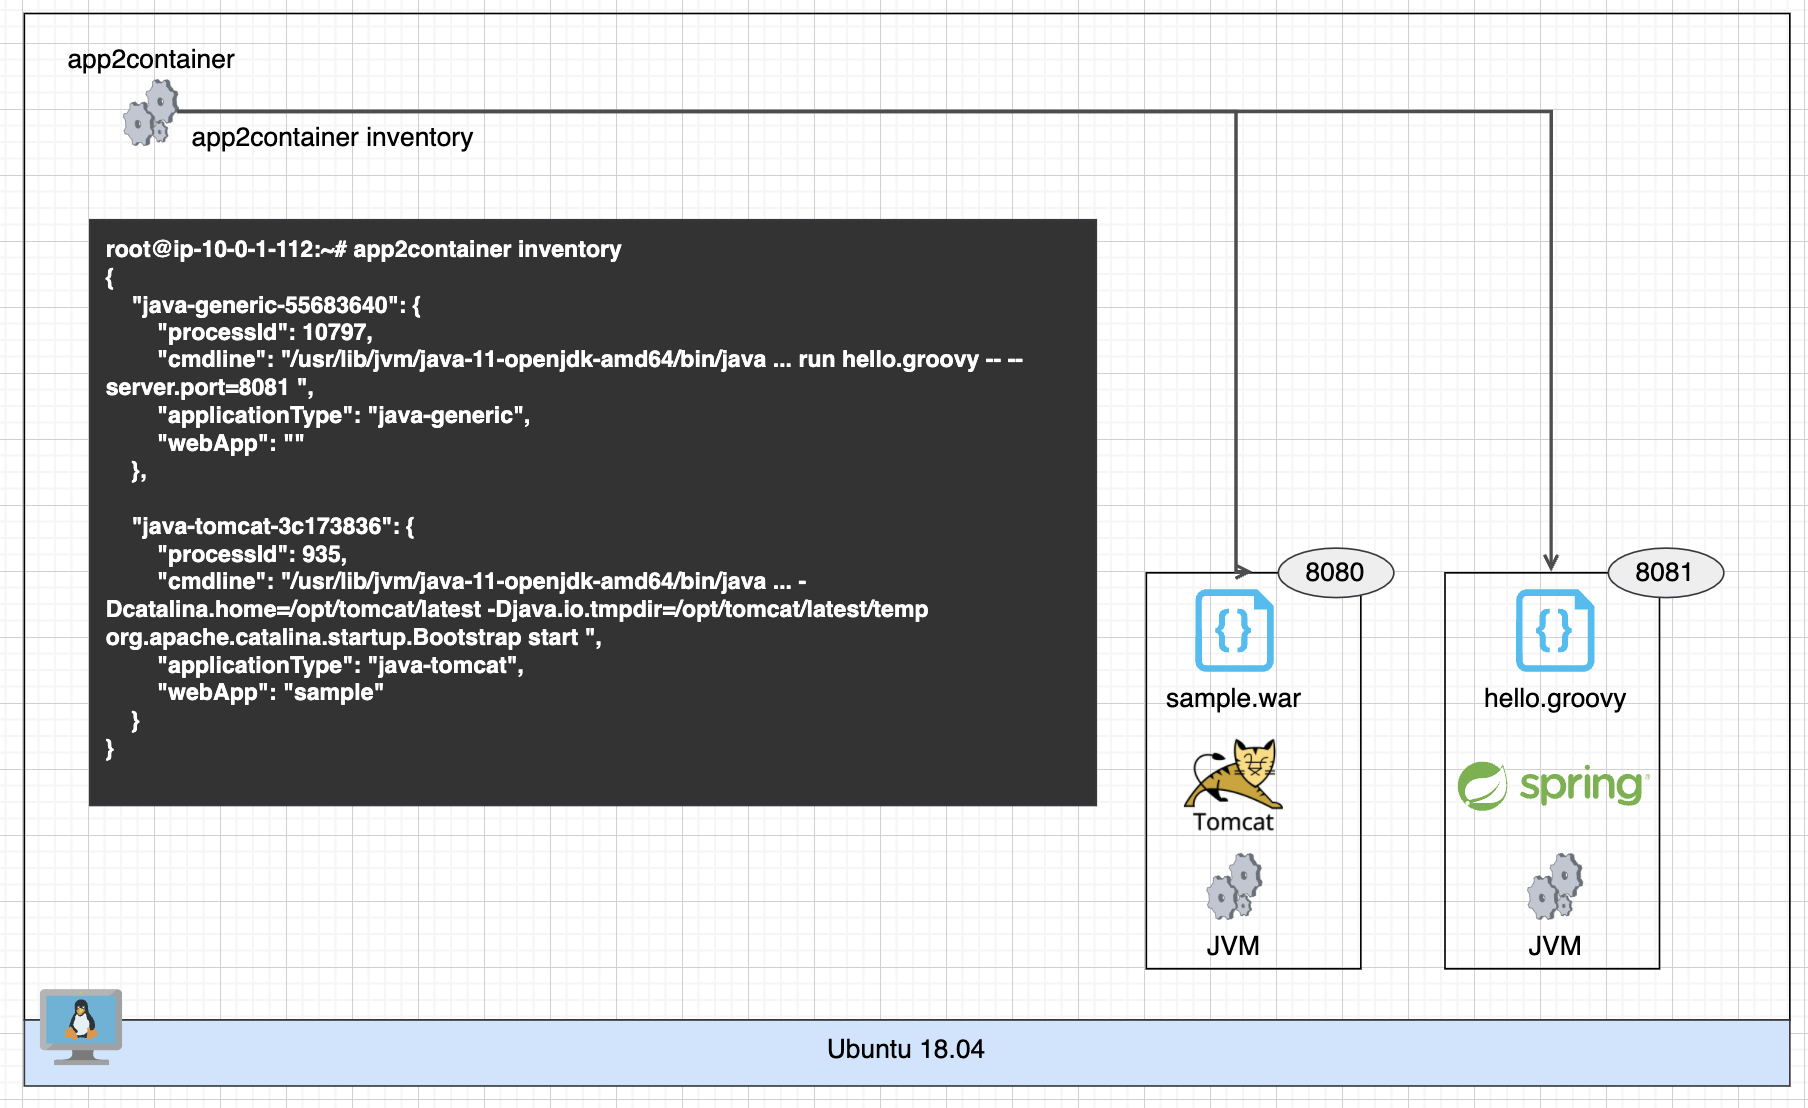 app2container
app2container inventory
root@ip-10-0-1-112:~# app2container inventory
{
"java-generic-55683640": {
"processId": 10797,
"cmdline": "/usr/lib/jvm/java-11-openjdk-amd64/bin/java ... run hello.groovy -- --
server.port=8081 ",
"applicationType": "java-generic",
"webApp": ""
},
"java-tomcat-3c173836": {
"processId": 935,
"cmdline": "/usr/lib/jvm/java-11-openjdk-amd64/bin/java ... -
Dcatalina.home=/opt/tomcat/latest -Djava.io.tmpdir=/opt/tomcat/latest/temp
org.apache.catalina.startup.Bootstrap start ",
"applicationType": "java-tomcat",
"webApp": "sample"
}
}
8080
sample.war
Tomcat
JVM
8081
hello.groovy
spring
JVM
Ubuntu 18.04